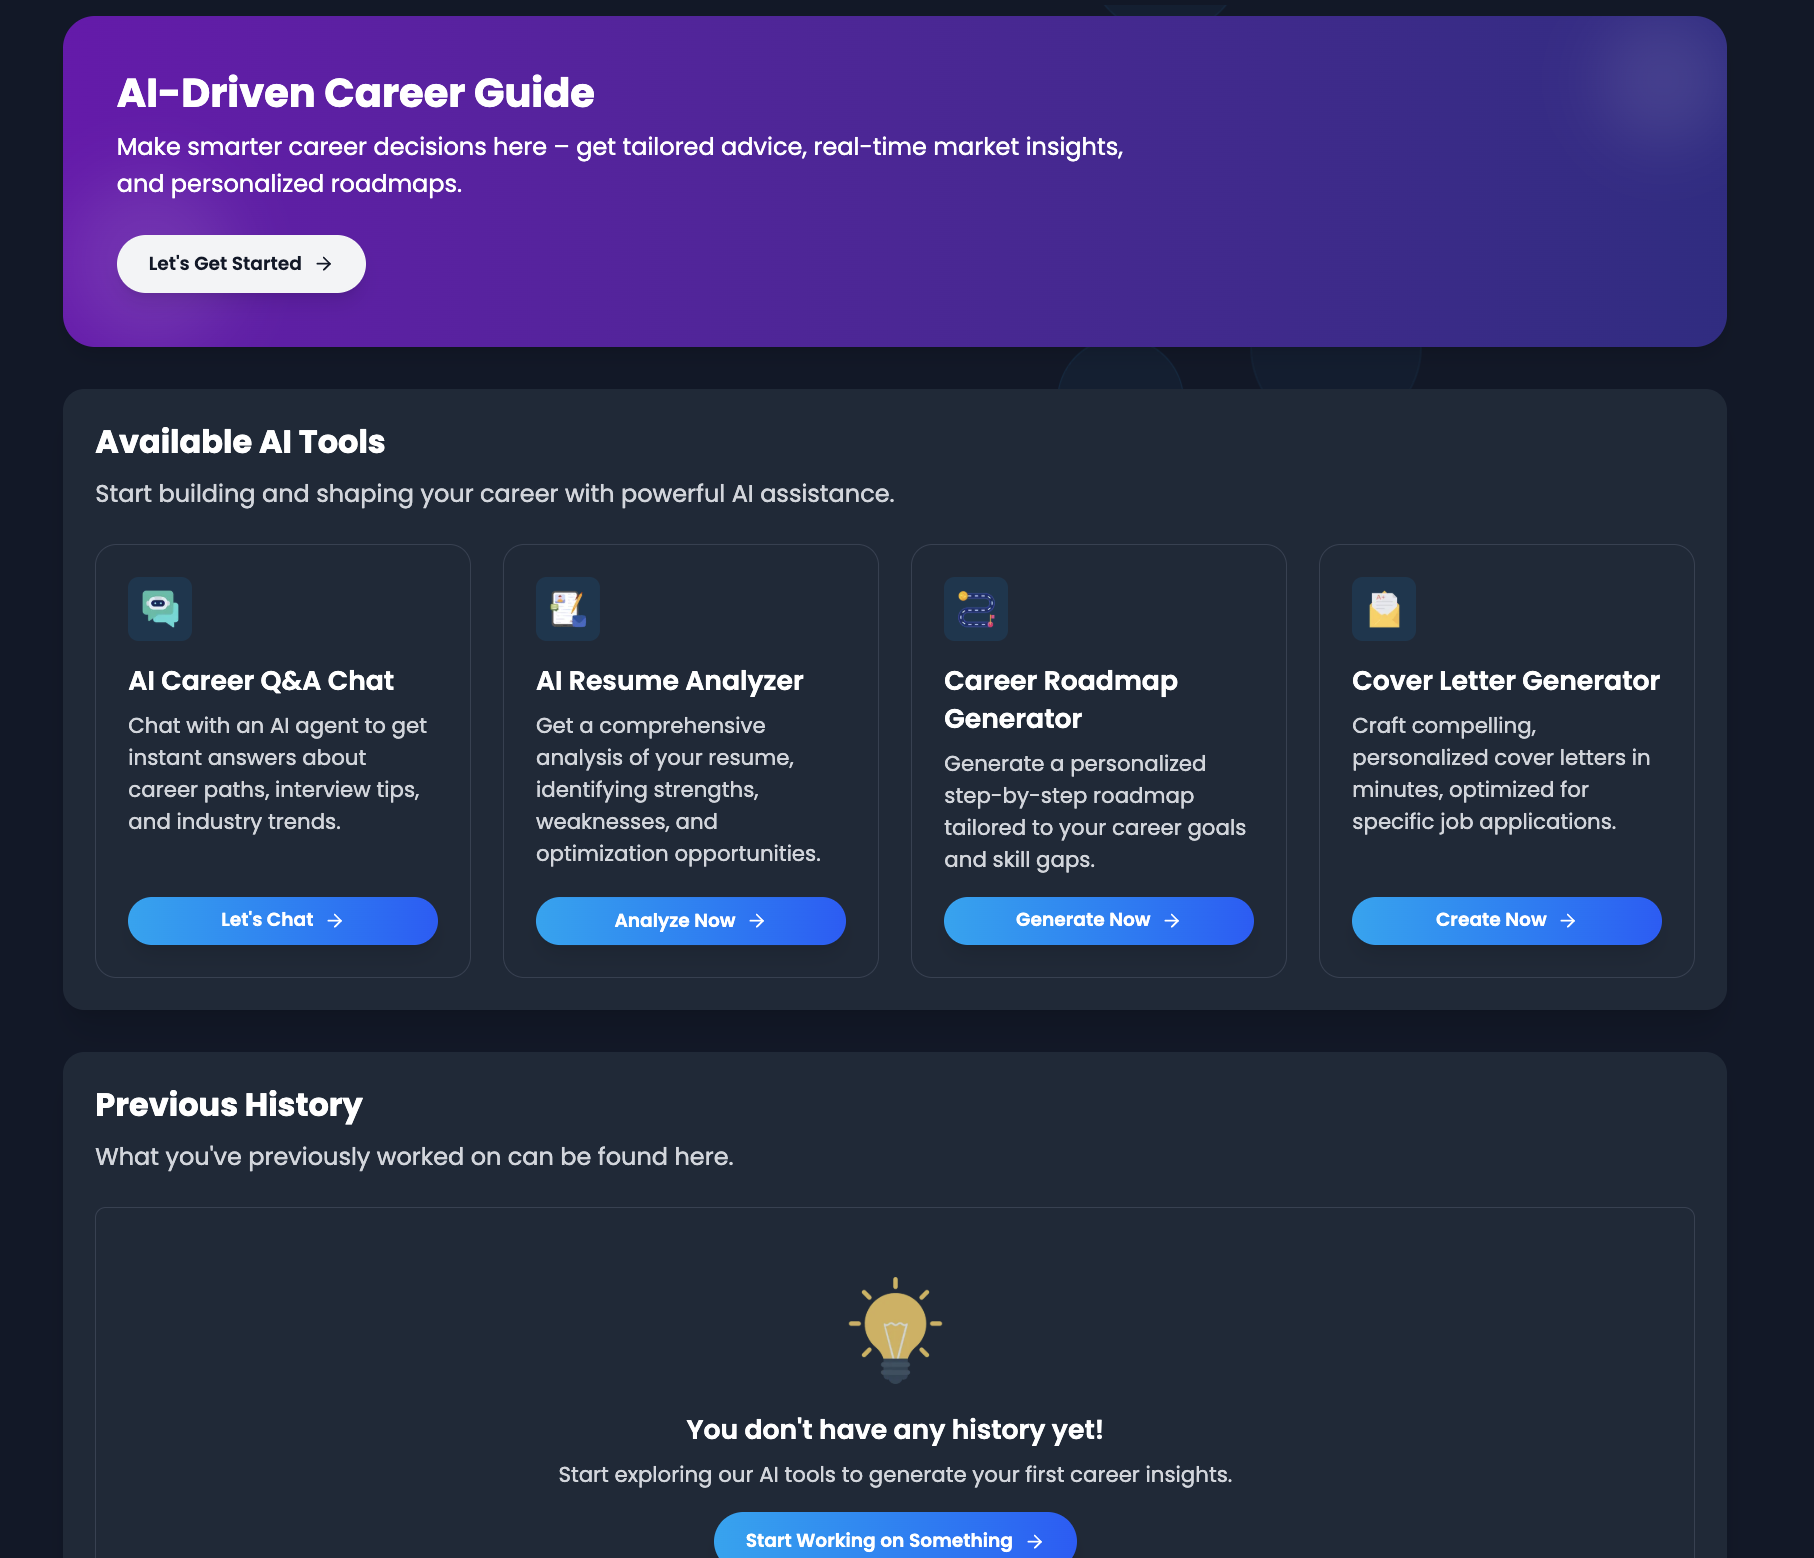 AI-Driven Career Guide
Make smarter career decisions here – get tailored advice, real-time market insights,
and personalized roadmaps.
Let's Get Started
Available AI Tools
Start building and shaping your career with powerful AI assistance.
AI Career Q&A Chat
Chat with an AI agent to get
instant answers about
career paths, interview tips,
and industry trends.
Let's Chat
AI Resume Analyzer
Get a comprehensive
analysis of your resume,
identifying strengths,
weaknesses, and
optimization opportunities.
Analyze Now
Career Roadmap
Generator
Generate a personalized
step-by-step roadmap
tailored to your career goals
and skill gaps.
Generate Now
A+
Cover Letter Generator
Craft compelling,
personalized cover letters in
minutes, optimized for
specific job applications.
Create Now
Previous History
What you've previously worked on can be found here.
You don't have any history yet!
Start exploring our AI tools to generate your first career insights.
Start Working on Something